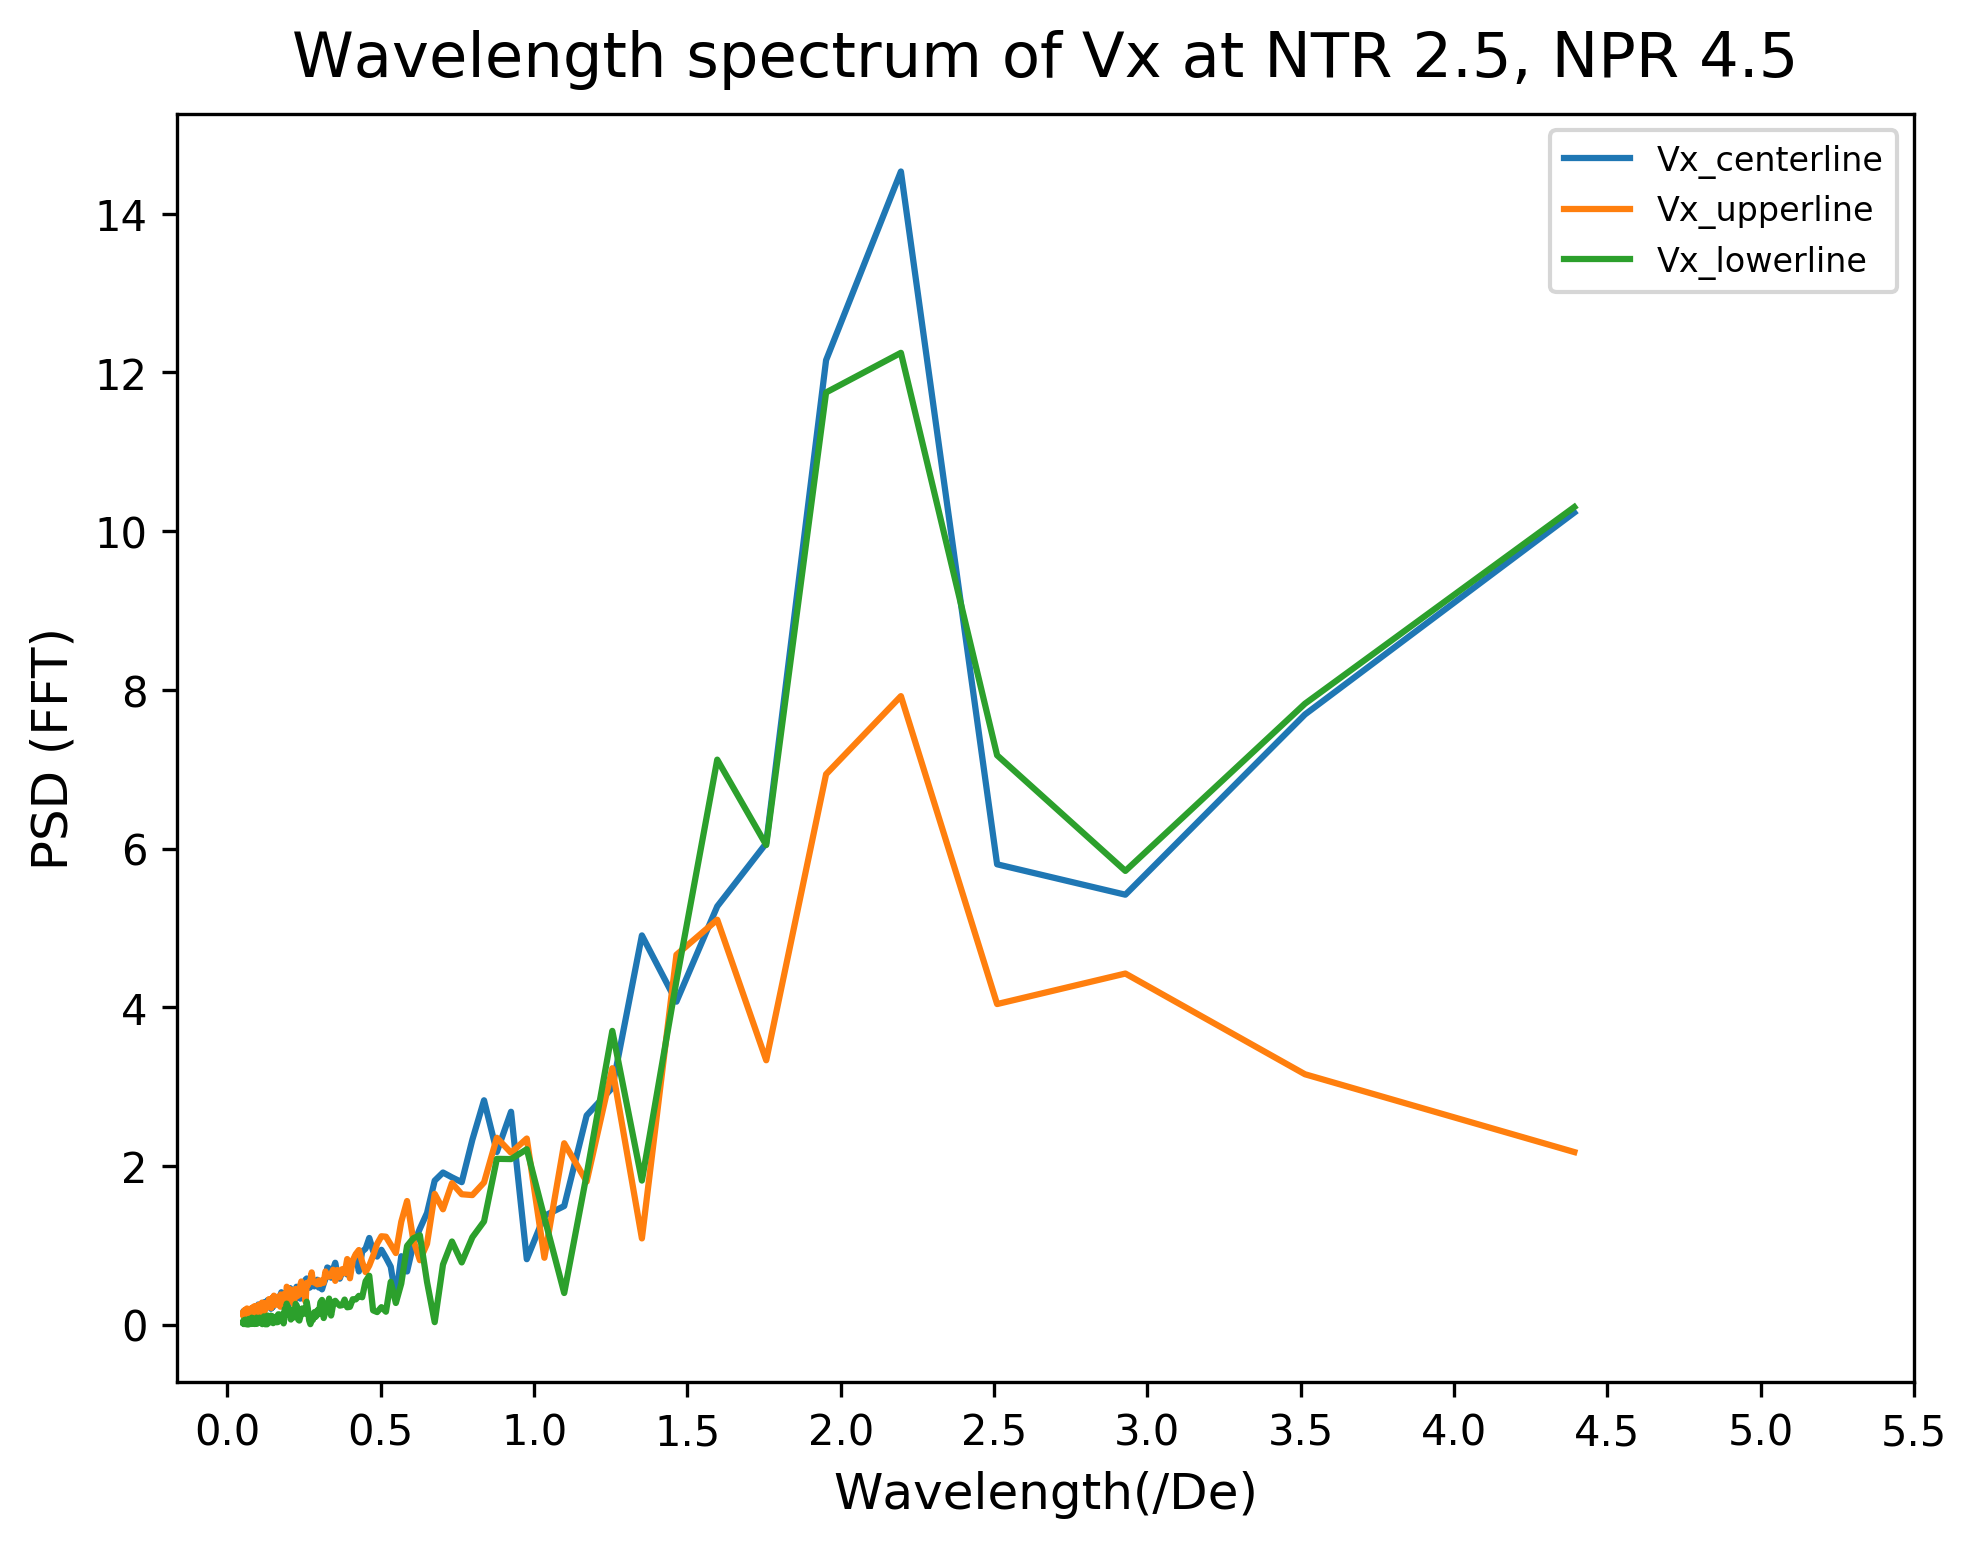 Wavelength spectrum of Vx at NTR 2.5, NPR 4.5
Vx_centerline
Vx_upperline
Vx_lowerline
PSD (FFT)
14
12
10
8
6
4
2
0
0.0 0.5 1.0 1.5 2.0 2.5 3.0 3.5 4.0 4.5 5.0 5.5
Wavelength(/De)